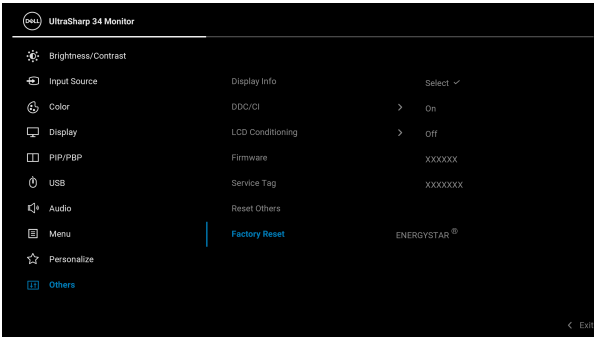 DELL UltraSharp 34 Monitor
Brightness/Contrast
Input Source Display Info Select ✓
Color DDC/CI > On
Display LCD Conditioning > Off
PIP/PBP Firmware XXXXXX
USB Service Tag XXXXXXX
Audio Reset Others
Menu Factory Reset ENERGYSTAR ®
Personalize
Others
< Exit